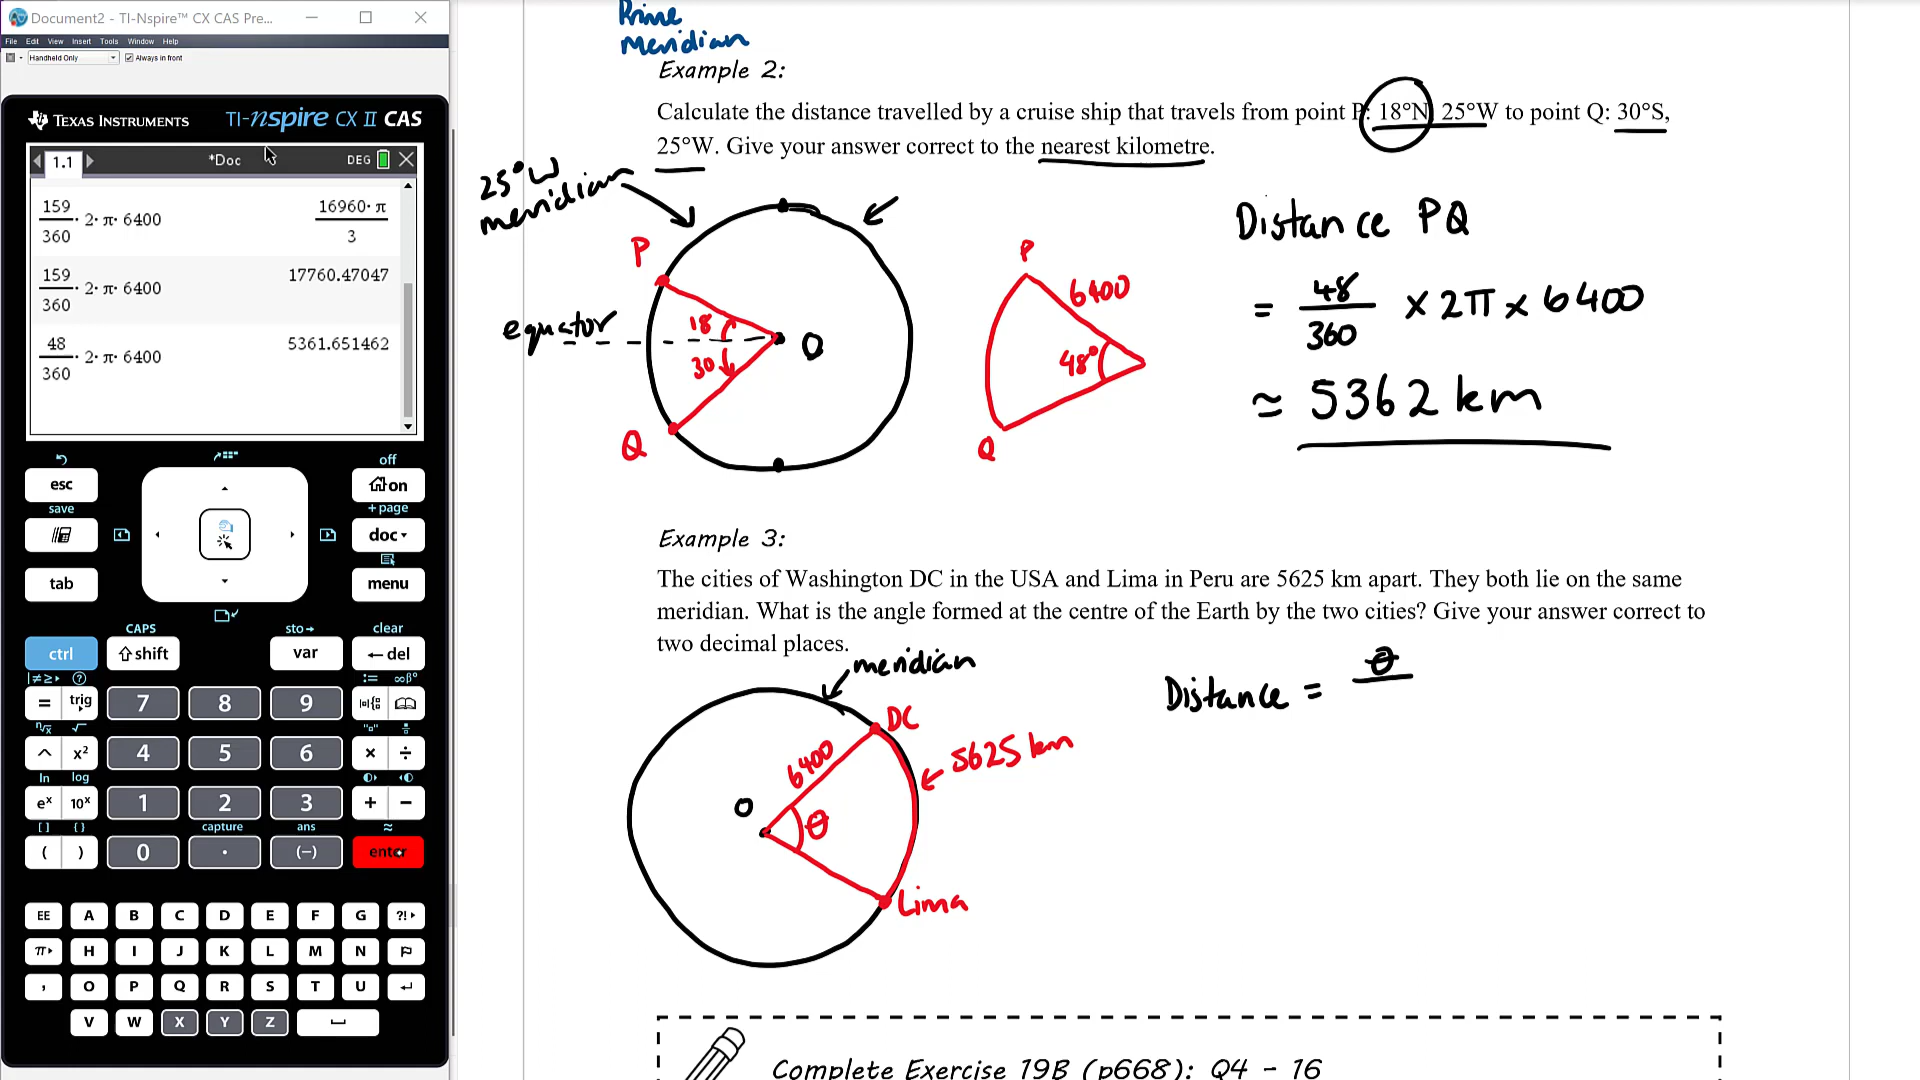 Document2 - TI-Nspire™ CX CAS Pre...
File Edit View Insert Tools Window Help
Handheld Only
Always in front
TEXAS INSTRUMENTS
TI-nspire CX II CAS
1.1
*Doc
DEG
159/360 · 2 · π · 6400
16960 · π / 3
159/360 · 2 · π · 6400
17760.47047
48/360 · 2 · π · 6400
5361.651462
off
esc
on
save
+ page
doc
tab
menu
CAPS
sto→
clear
ctrl
shift
var
← del
|≠≥▸ ?
:= ∞β°
= trig 7 8 9
^ x² 4 5 6 × ÷
ln log
eˣ 10ˣ 1 2 3 + −
[ ] { } capture ans ≈
( ) 0 . (−) enter
EE A B C D E F G ?!▸
π▸ H I J K L M N
, O P Q R S T U ↵
V W X Y Z
Prime
Meridian
Example 2:
Calculate the distance travelled by a cruise ship that travels from point P: 18°N, 25°W to point Q: 30°S,
25°W. Give your answer correct to the nearest kilometre.
25°W
meridian
P
equator
18
30
O
Q
P
6400
48°
Q
Distance PQ
= 48/360 × 2π × 6400
≈ 5362 km
Example 3:
The cities of Washington DC in the USA and Lima in Peru are 5625 km apart. They both lie on the same
meridian. What is the angle formed at the centre of the Earth by the two cities? Give your answer correct to
two decimal places.
meridian
DC
6400
5625 km
O
θ
Lima
Distance = θ
Complete Exercise 19B (p668): Q4 - 16